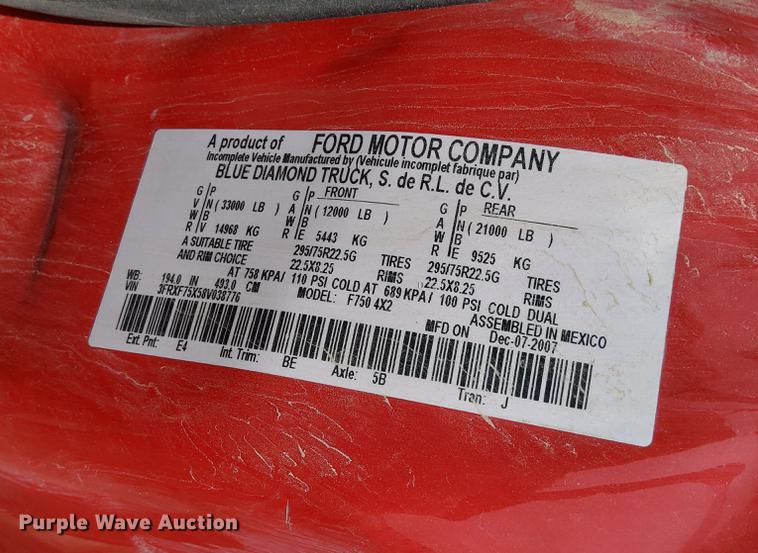 A product of FORD MOTOR COMPANY
Incomplete Vehicle Manufactured by (Vehicule incomplet fabrique par)
BLUE DIAMOND TRUCK, S. de R.L. de C.V.
G P G P FRONT G P REAR
V N ( 33000 LB ) A N ( 12000 LB ) A N ( 21000 LB )
W B W B W B
R V 14968 KG R E 5443 KG R E 9525 KG
A SUITABLE TIRE 295/75R22.5G TIRES 295/75R22.5G TIRES
AND RIM CHOICE 22.5X8.25 RIMS 22.5X8.25 RIMS
AT 758 KPA/ 110 PSI COLD AT 689 KPA/ 100 PSI COLD DUAL
WB: 194.0 IN 493.0 CM ASSEMBLED IN MEXICO
VIN 3FRXF75X58V038776 MODEL: F750 4X2 MFD ON Dec-07-2007
Ext. Pnt: E4 Int. Trim: BE Axle: 5B Tran: J
Purple Wave Auction